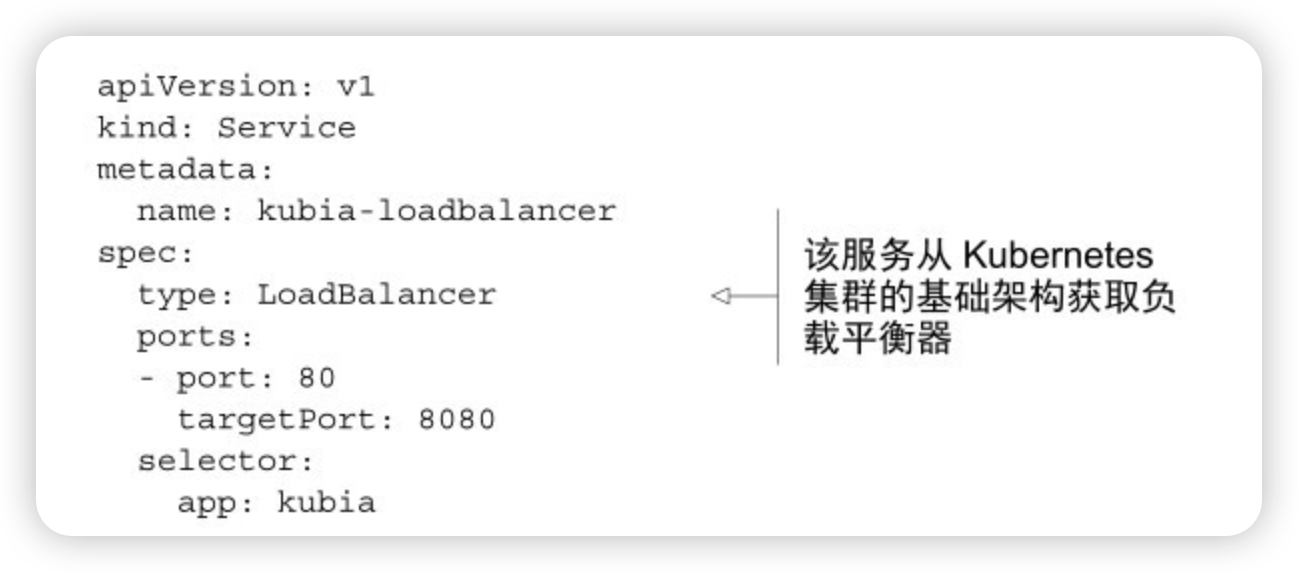 apiVersion: v1
kind: Service
metadata:
  name: kubia-loadbalancer
spec:
  type: LoadBalancer
  ports:
  - port: 80
    targetPort: 8080
  selector:
    app: kubia
该服务从 Kubernetes
集群的基础架构获取负
载平衡器